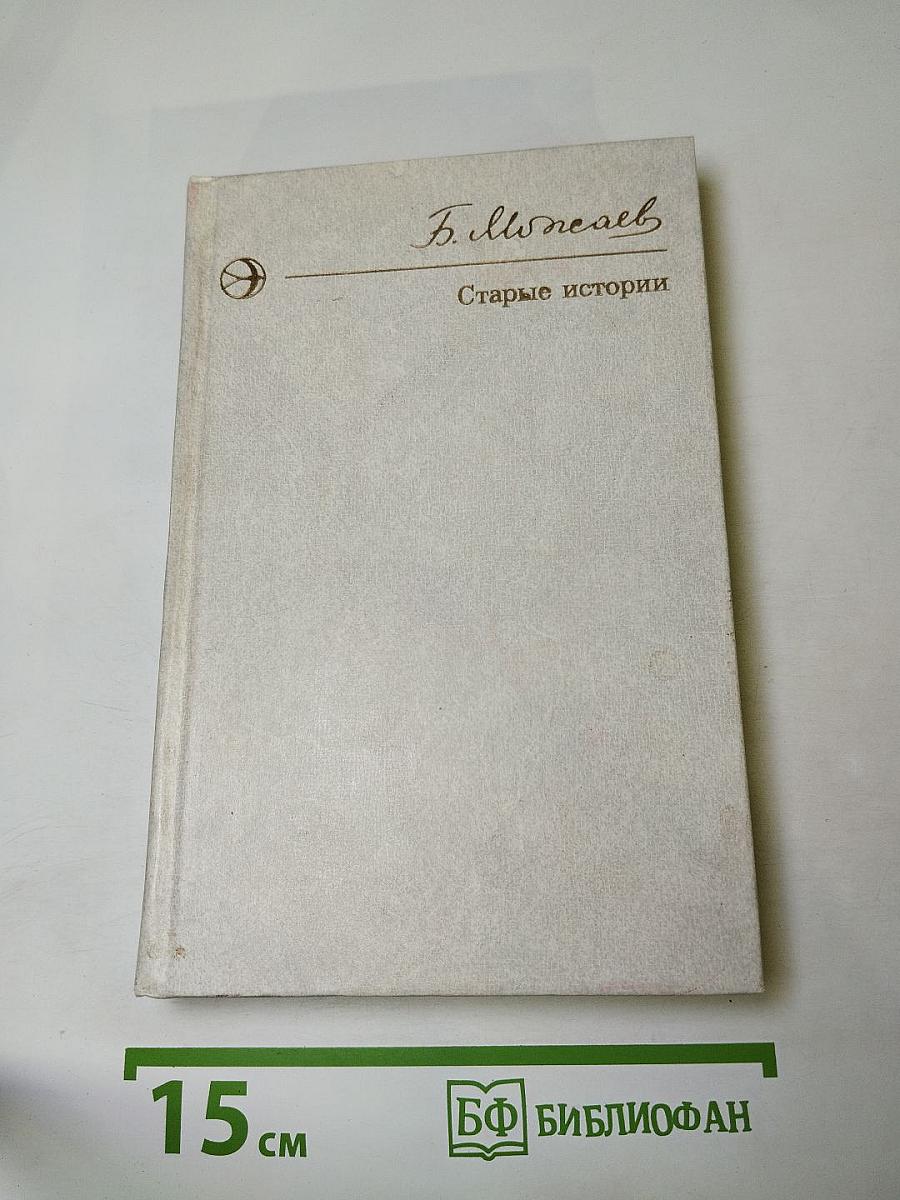 Б. Можаев
Старые истории
15 см
БФ БИБЛИОФАН